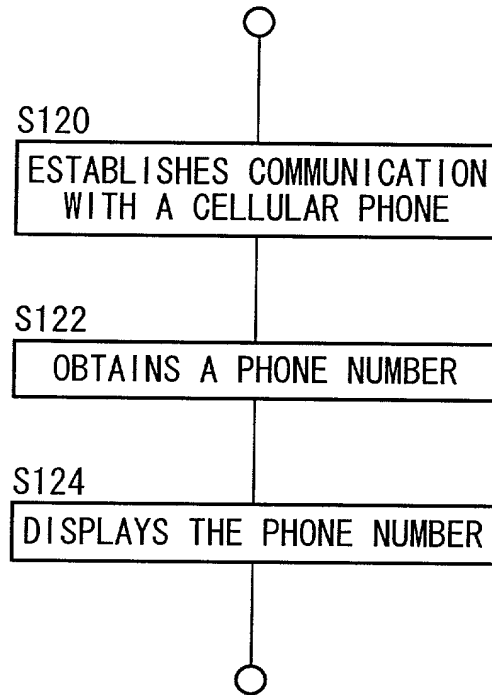 S120
ESTABLISHES COMMUNICATION
WITH A CELLULAR PHONE
S122
OBTAINS A PHONE NUMBER
S124
DISPLAYS THE PHONE NUMBER